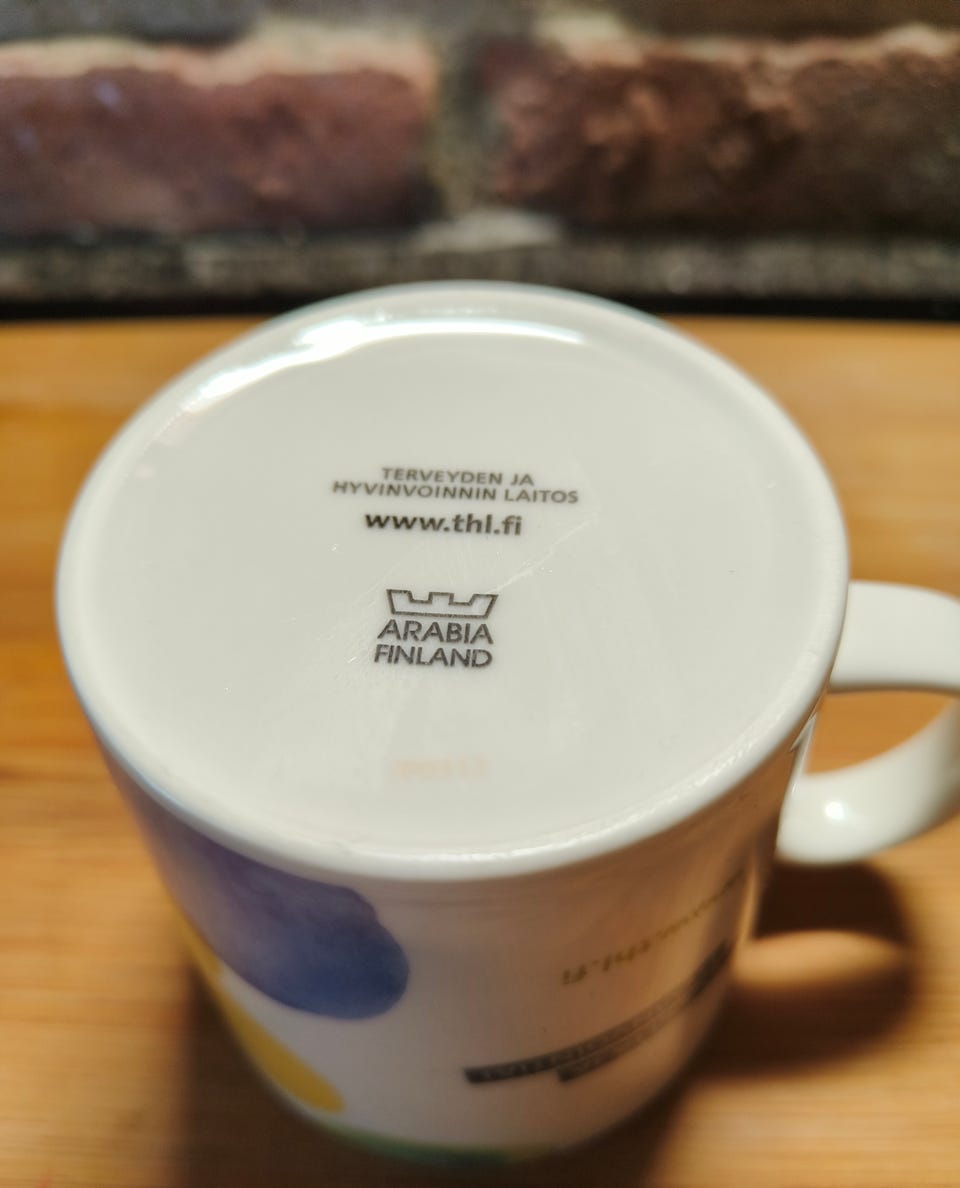 TERVEYDEN JA
HYVINVOINNIN LAITOS
www.thl.fi
ARABIA
FINLAND